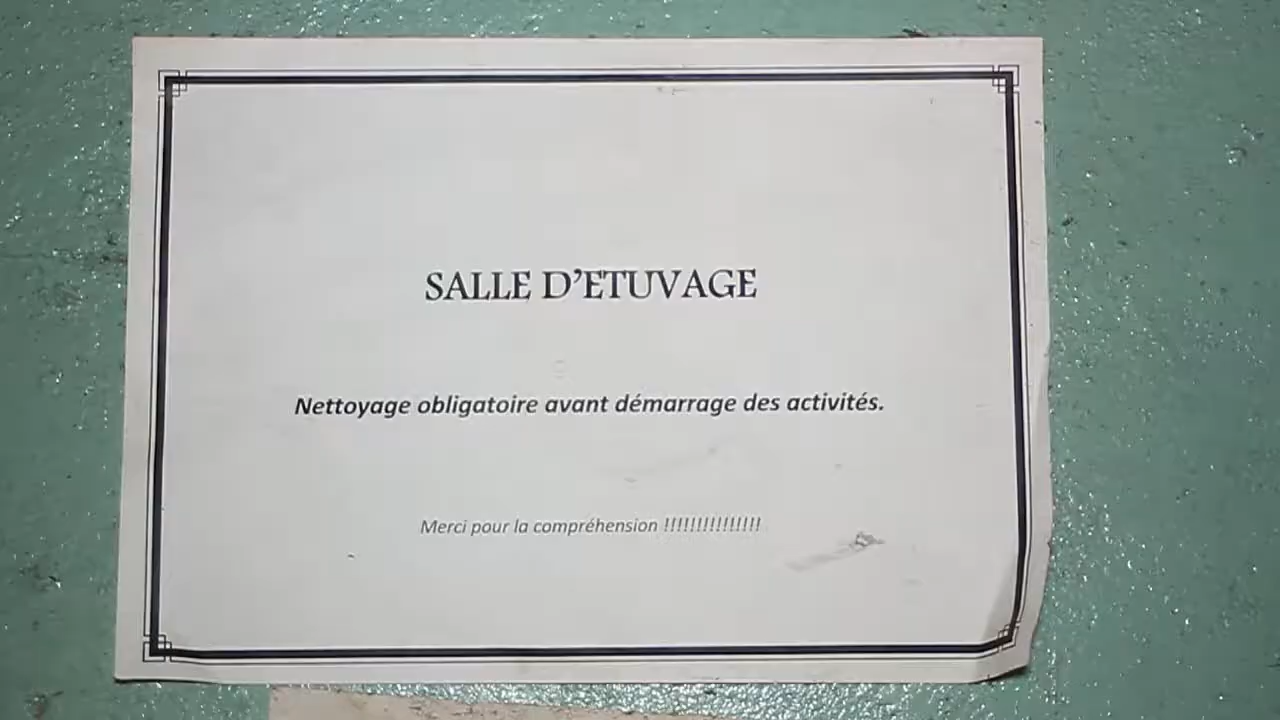 SALLE D'ETUVAGE
Nettoyage obligatoire avant démarrage des activités.
Merci pour la compréhension !!!!!!!!!!!!!!!